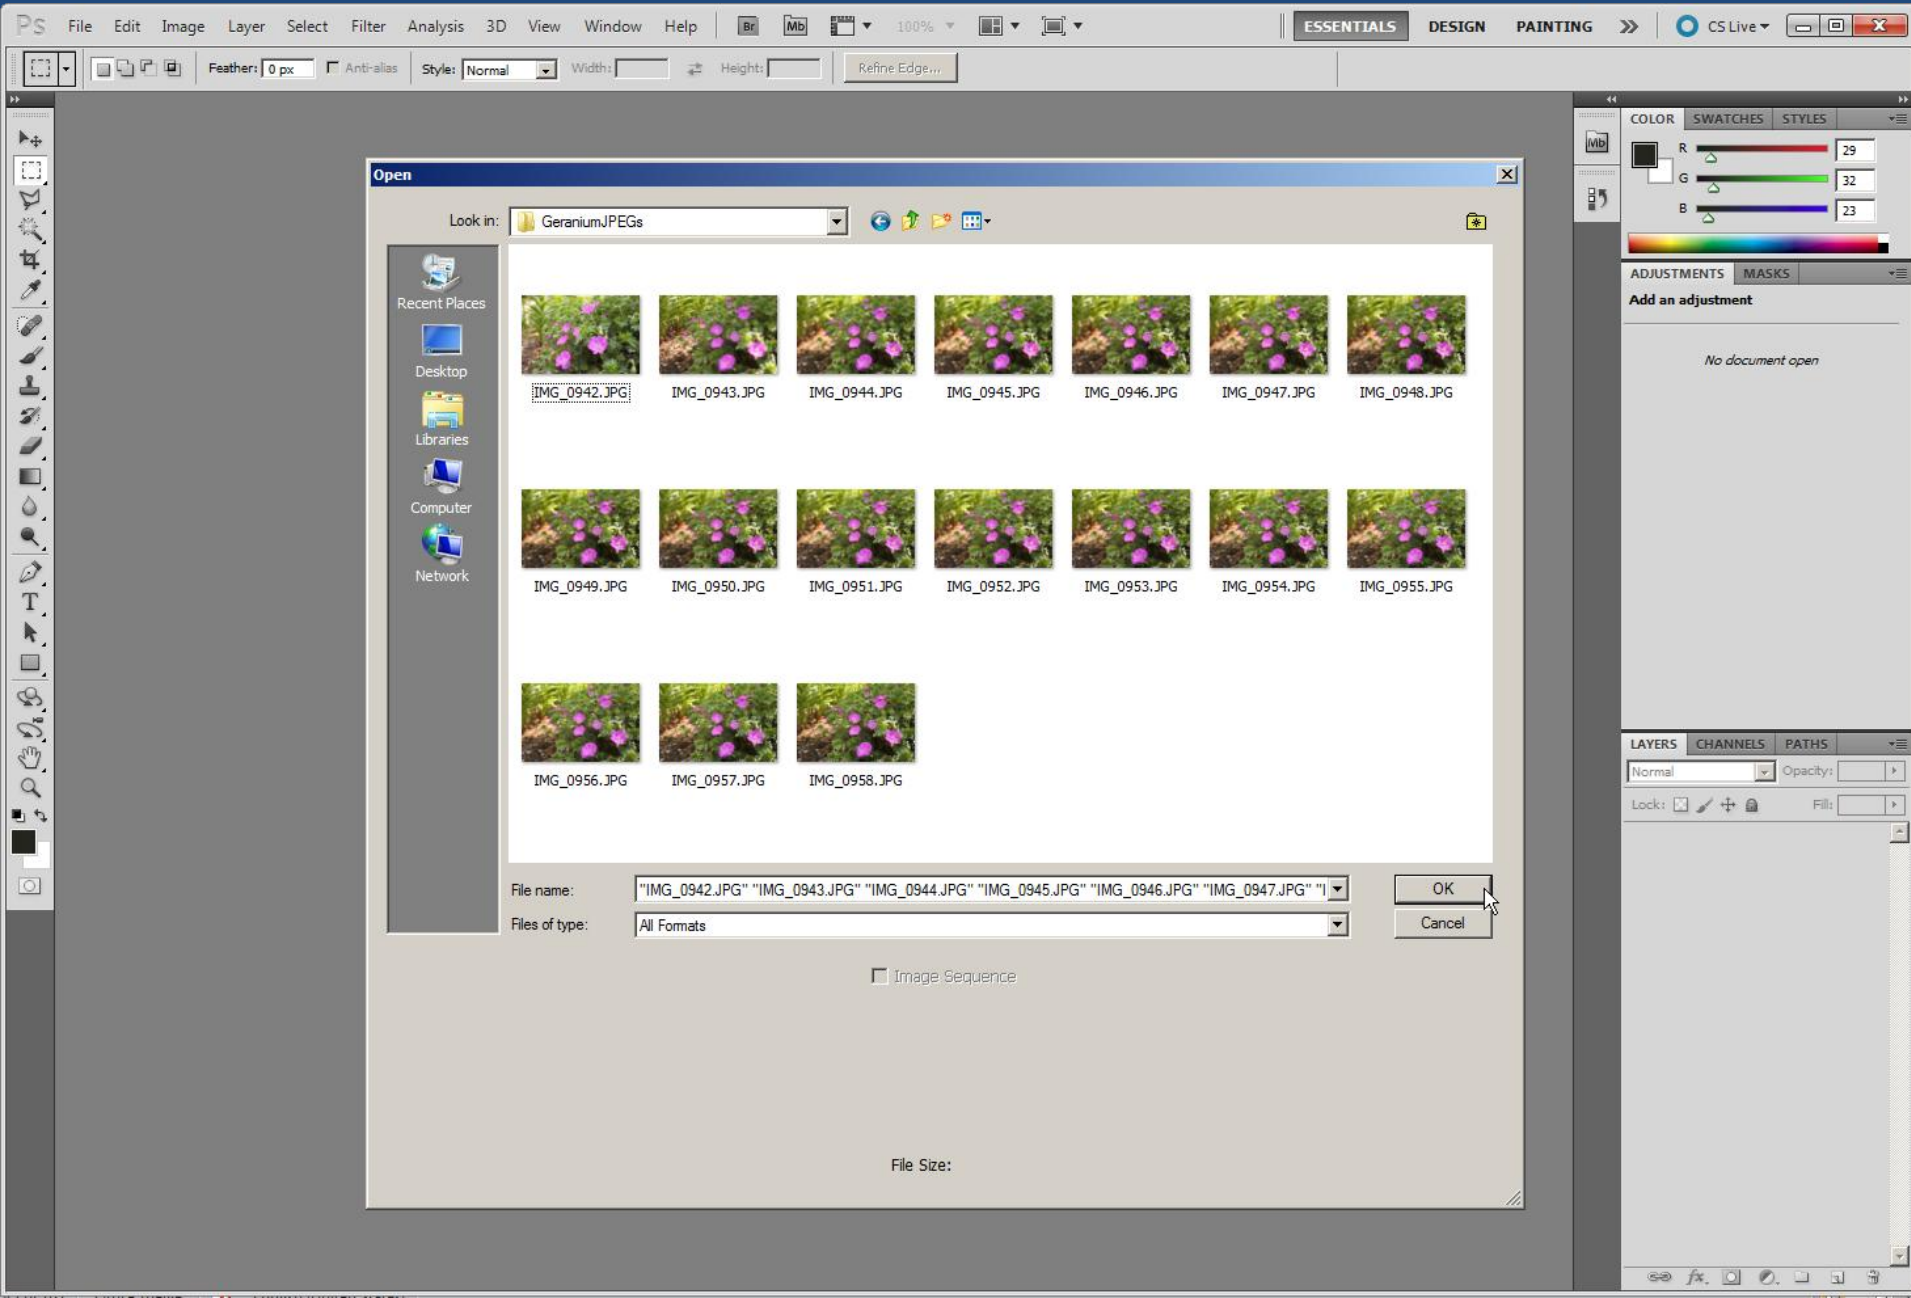 Ps File Edit Image Layer Select Filter Analysis 3D View Window Help Br Mb 100% ESSENTIALS DESIGN PAINTING CS Live
Feather: 0 px Anti-alias Style: Normal Width: Height: Refine Edge...
COLOR SWATCHES STYLES
Mb
R 29
G 32
B 23
ADJUSTMENTS MASKS
Add an adjustment
No document open
Open
Look in: GeraniumJPEGs
Recent Places
Desktop
Libraries
Computer
Network
IMG_0942.JPG IMG_0943.JPG IMG_0944.JPG IMG_0945.JPG IMG_0946.JPG IMG_0947.JPG IMG_0948.JPG
IMG_0949.JPG IMG_0950.JPG IMG_0951.JPG IMG_0952.JPG IMG_0953.JPG IMG_0954.JPG IMG_0955.JPG
IMG_0956.JPG IMG_0957.JPG IMG_0958.JPG
File name: "IMG_0942.JPG" "IMG_0943.JPG" "IMG_0944.JPG" "IMG_0945.JPG" "IMG_0946.JPG" "IMG_0947.JPG" "I
OK
Files of type: All Formats
Cancel
Image Sequence
File Size:
LAYERS CHANNELS PATHS
Normal Opacity:
Lock: Fill:
T
fx.